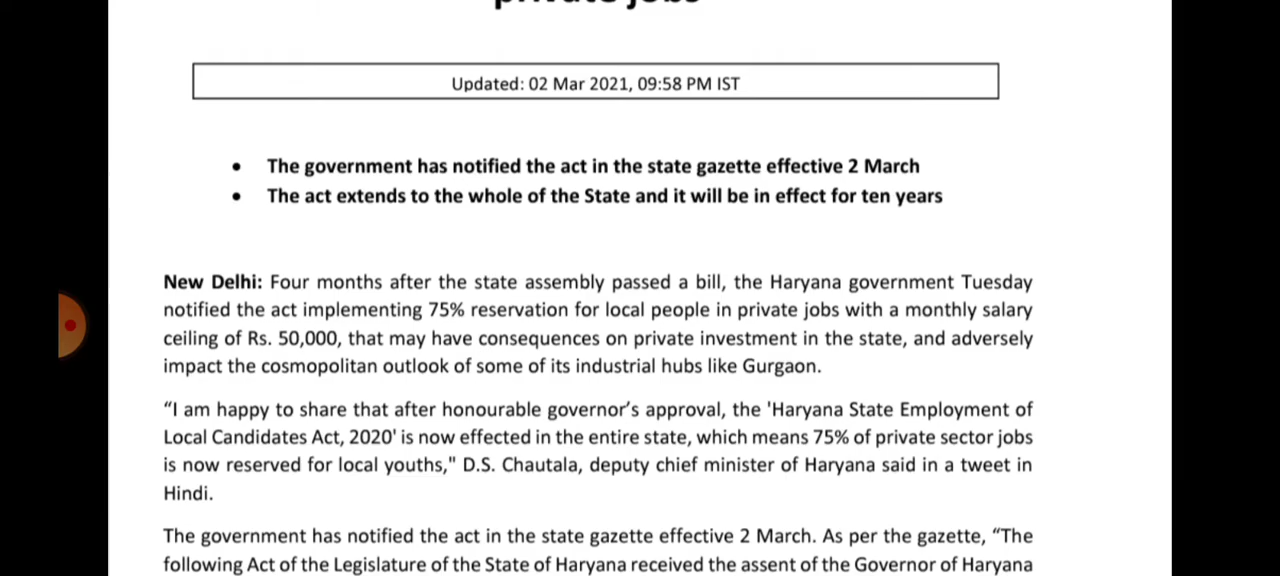 private jobs
Updated: 02 Mar 2021, 09:58 PM IST
• The government has notified the act in the state gazette effective 2 March
• The act extends to the whole of the State and it will be in effect for ten years
New Delhi: Four months after the state assembly passed a bill, the Haryana government Tuesday
notified the act implementing 75% reservation for local people in private jobs with a monthly salary
ceiling of Rs. 50,000, that may have consequences on private investment in the state, and adversely
impact the cosmopolitan outlook of some of its industrial hubs like Gurgaon.
“I am happy to share that after honourable governor’s approval, the 'Haryana State Employment of
Local Candidates Act, 2020' is now effected in the entire state, which means 75% of private sector jobs
is now reserved for local youths," D.S. Chautala, deputy chief minister of Haryana said in a tweet in
Hindi.
The government has notified the act in the state gazette effective 2 March. As per the gazette, “The
following Act of the Legislature of the State of Haryana received the assent of the Governor of Haryana